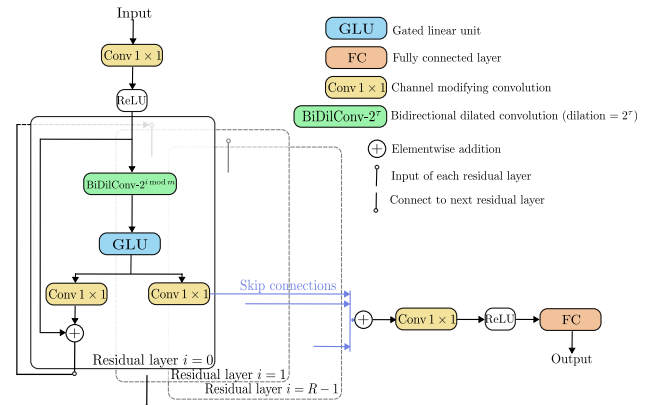 Input
Conv 1 × 1
ReLU
BiDilConv-2^{i mod m}
GLU
Conv 1 × 1
Conv 1 × 1
+
Residual layer i = 0
Residual layer i = 1
Residual layer i = R − 1
Skip connections
+
Conv 1 × 1
ReLU
FC
Output
GLU Gated linear unit
FC Fully connected layer
Conv 1 × 1 Channel modifying convolution
BiDilConv-2^τ Bidirectional dilated convolution (dilation = 2^τ)
+ Elementwise addition
Input of each residual layer
Connect to next residual layer